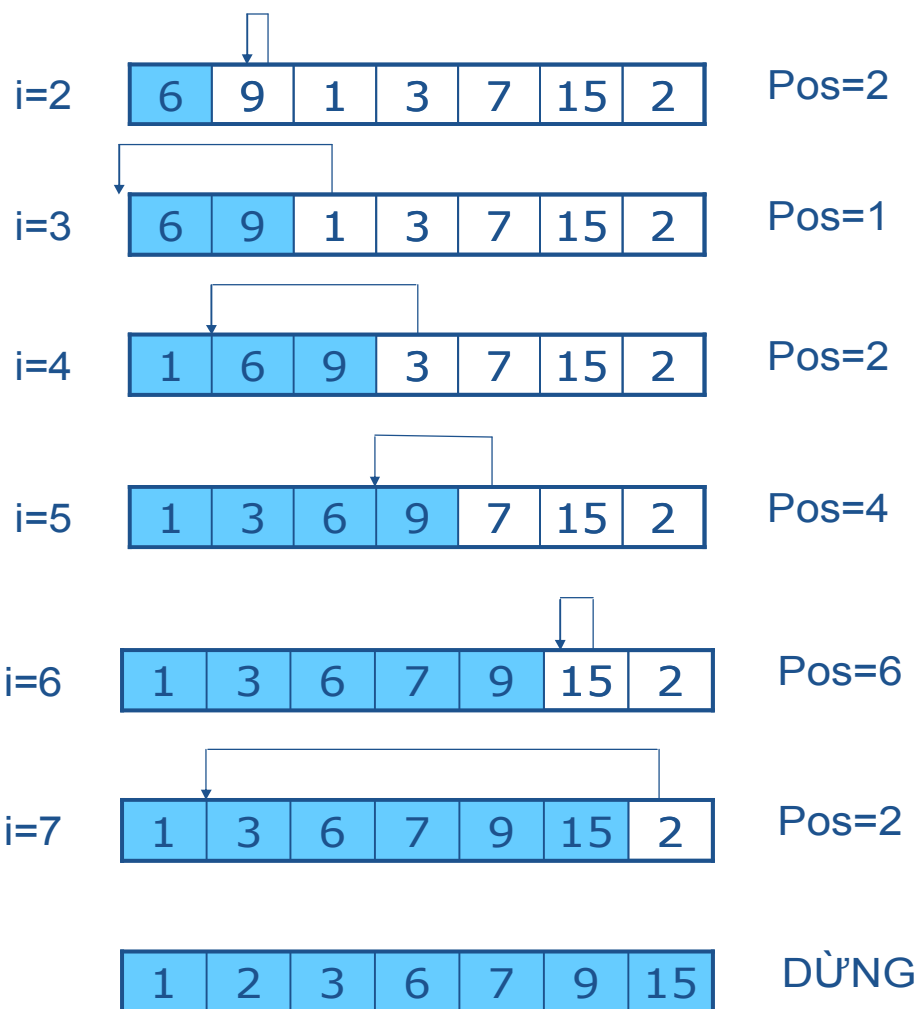 i=2 6 9 1 3 7 15 2 Pos=2
i=3 6 9 1 3 7 15 2 Pos=1
i=4 1 6 9 3 7 15 2 Pos=2
i=5 1 3 6 9 7 15 2 Pos=4
i=6 1 3 6 7 9 15 2 Pos=6
i=7 1 3 6 7 9 15 2 Pos=2
1 2 3 6 7 9 15 DỪNG